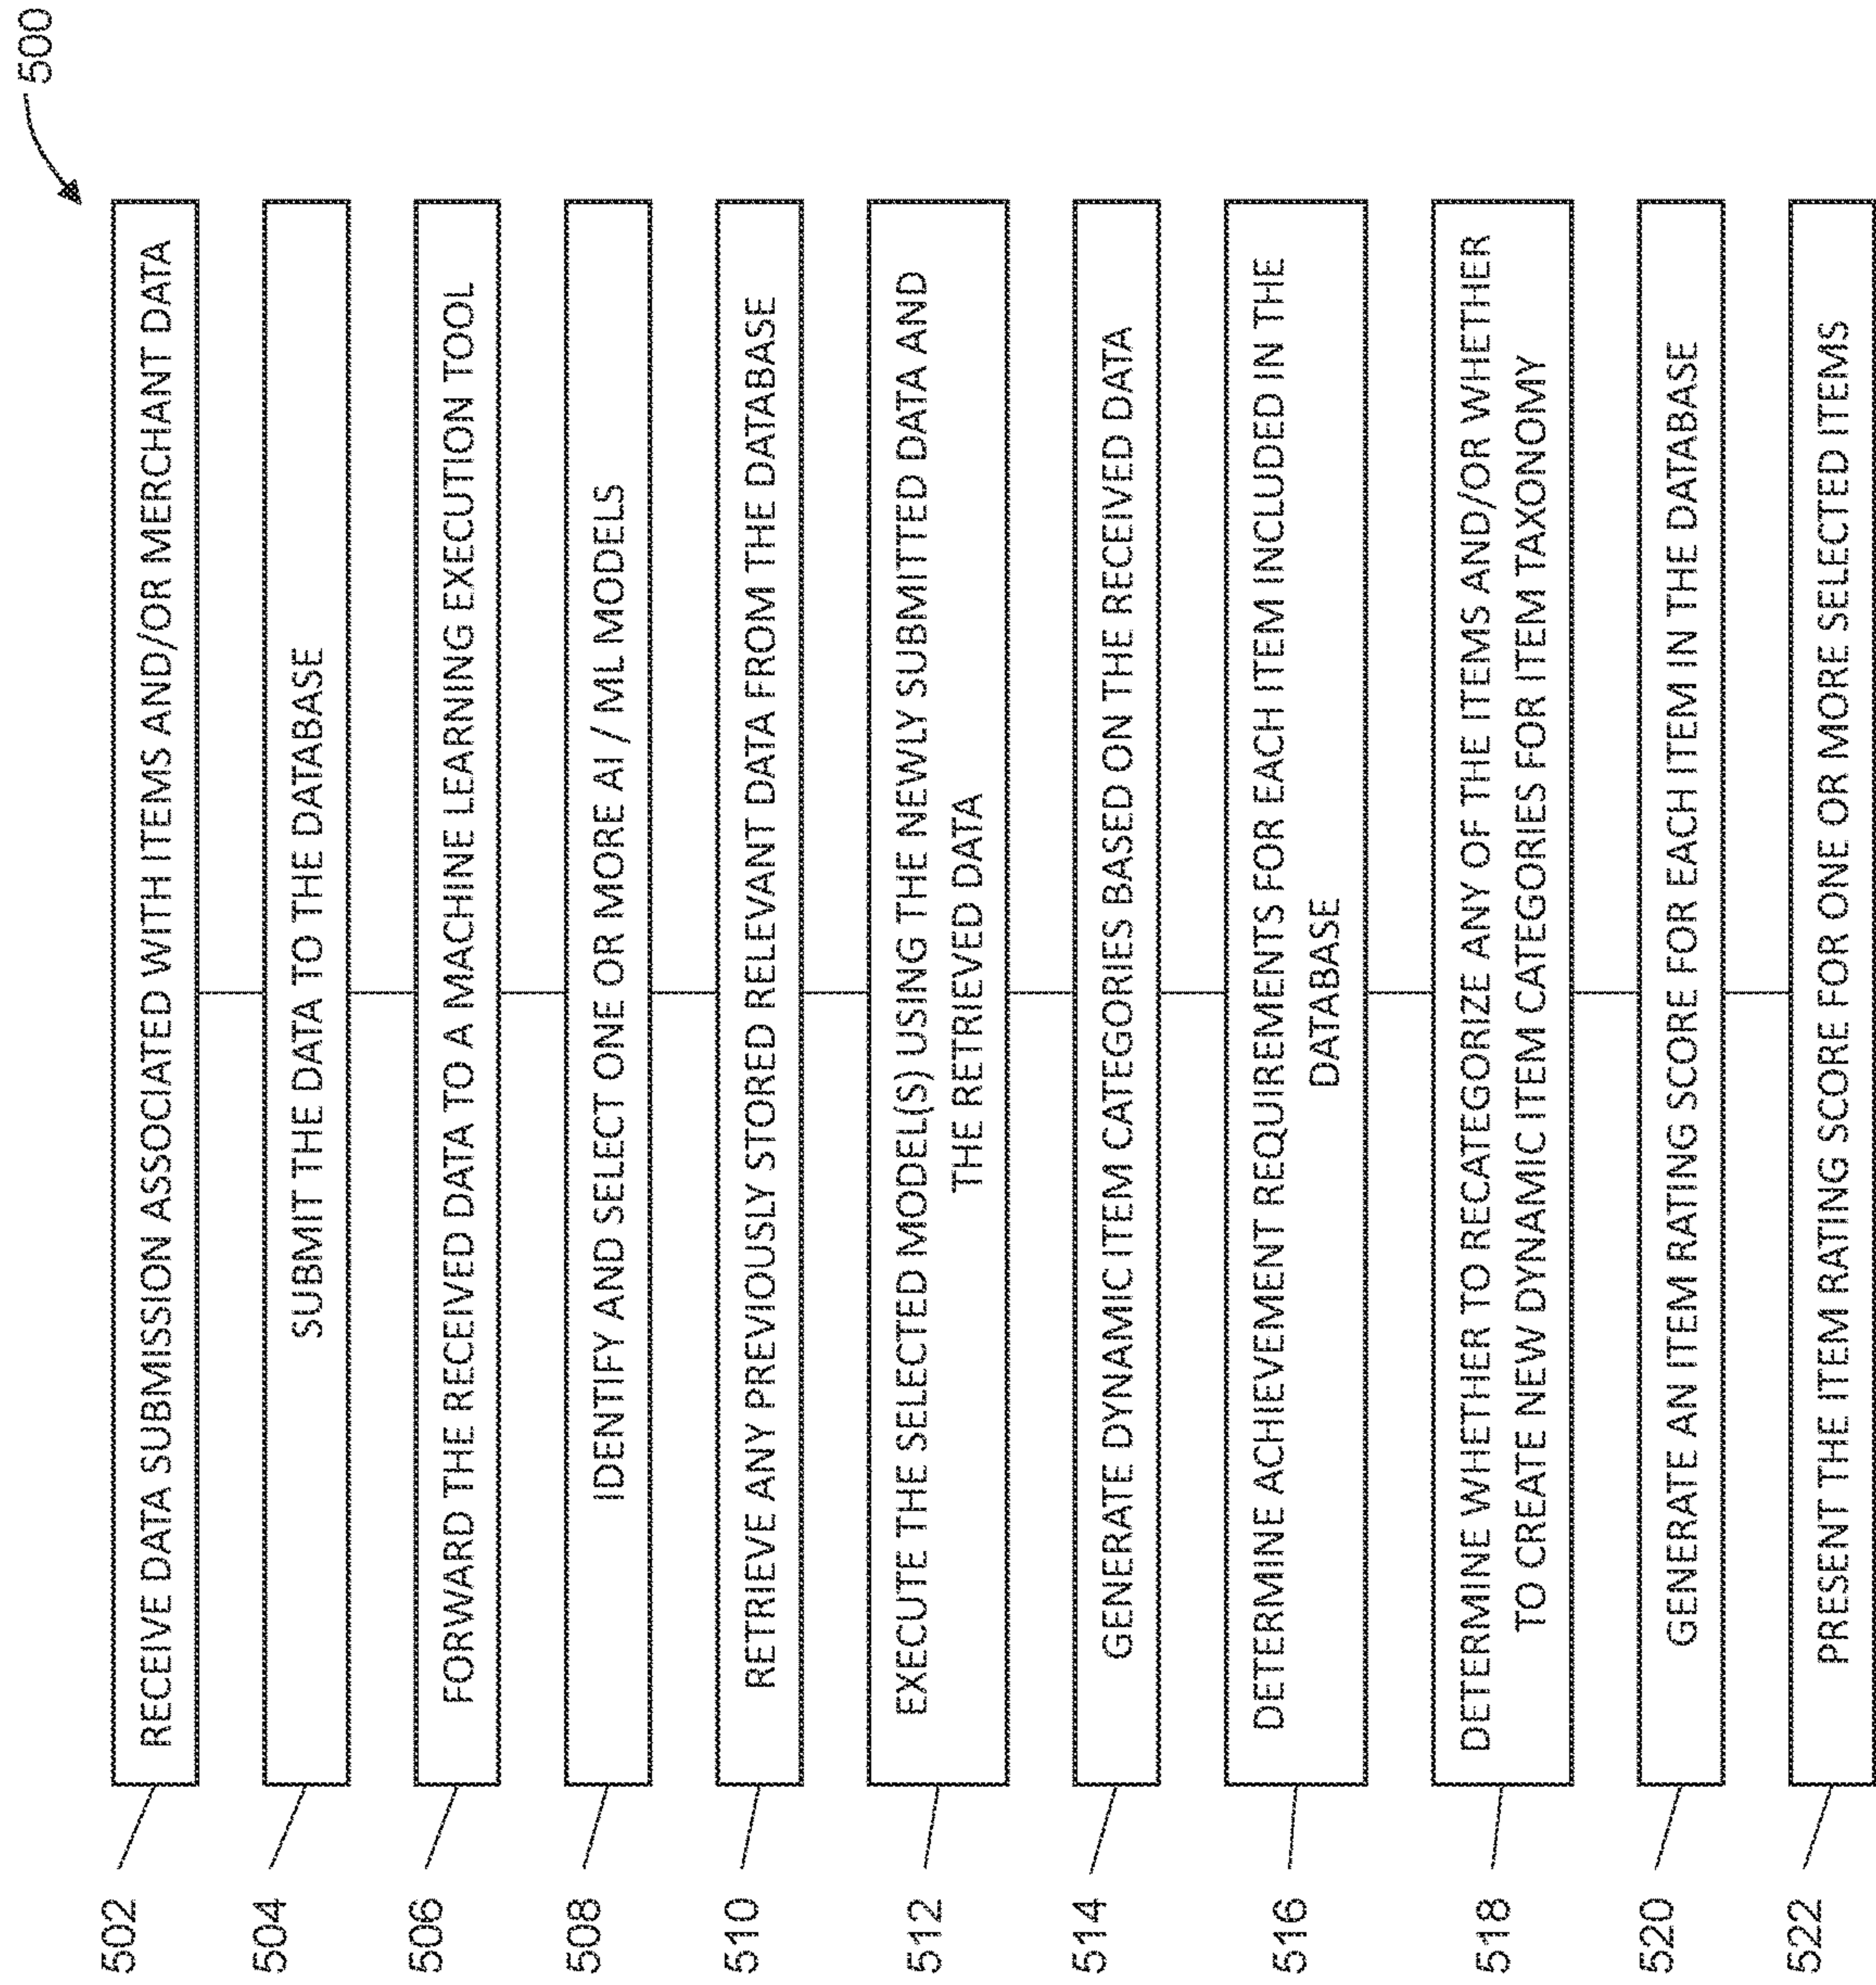 500
502
RECEIVE DATA SUBMISSION ASSOCIATED WITH ITEMS AND/OR MERCHANT DATA
504
SUBMIT THE DATA TO THE DATABASE
506
FORWARD THE RECEIVED DATA TO A MACHINE LEARNING EXECUTION TOOL
508
IDENTIFY AND SELECT ONE OR MORE AI / ML MODELS
510
RETRIEVE ANY PREVIOUSLY STORED RELEVANT DATA FROM THE DATABASE
512
EXECUTE THE SELECTED MODEL(S) USING THE NEWLY SUBMITTED DATA AND
THE RETRIEVED DATA
514
GENERATE DYNAMIC ITEM CATEGORIES BASED ON THE RECEIVED DATA
516
DETERMINE ACHIEVEMENT REQUIREMENTS FOR EACH ITEM INCLUDED IN THE
DATABASE
518
DETERMINE WHETHER TO RECATEGORIZE ANY OF THE ITEMS AND/OR WHETHER
TO CREATE NEW DYNAMIC ITEM CATEGORIES FOR ITEM TAXONOMY
520
GENERATE AN ITEM RATING SCORE FOR EACH ITEM IN THE DATABASE
522
PRESENT THE ITEM RATING SCORE FOR ONE OR MORE SELECTED ITEMS